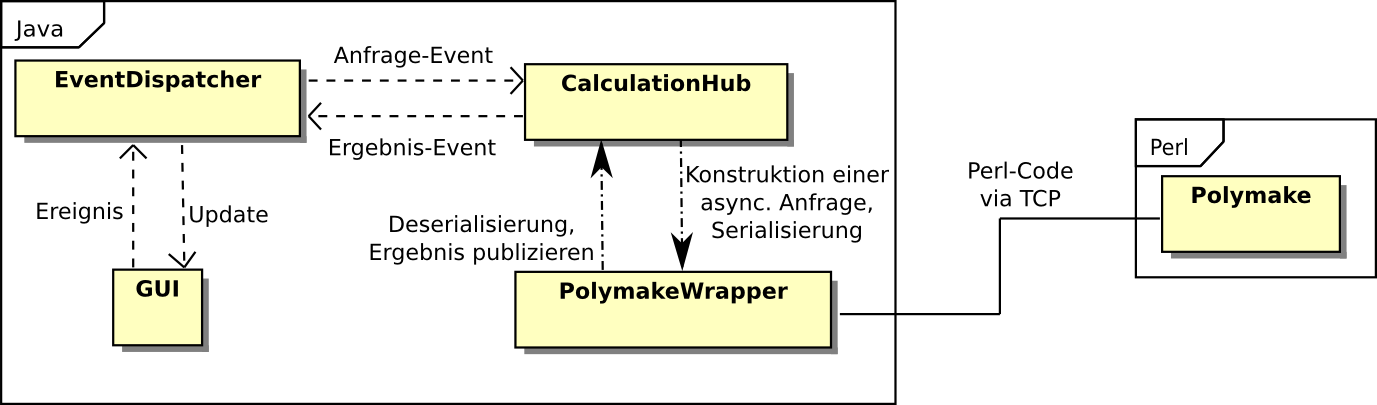 Java
EventDispatcher
Anfrage-Event
CalculationHub
Ergebnis-Event
Ereignis
Update
GUI
Deserialisierung,
Ergebnis publizieren
Konstruktion einer
async. Anfrage,
Serialisierung
PolymakeWrapper
Perl-Code
via TCP
Perl
Polymake